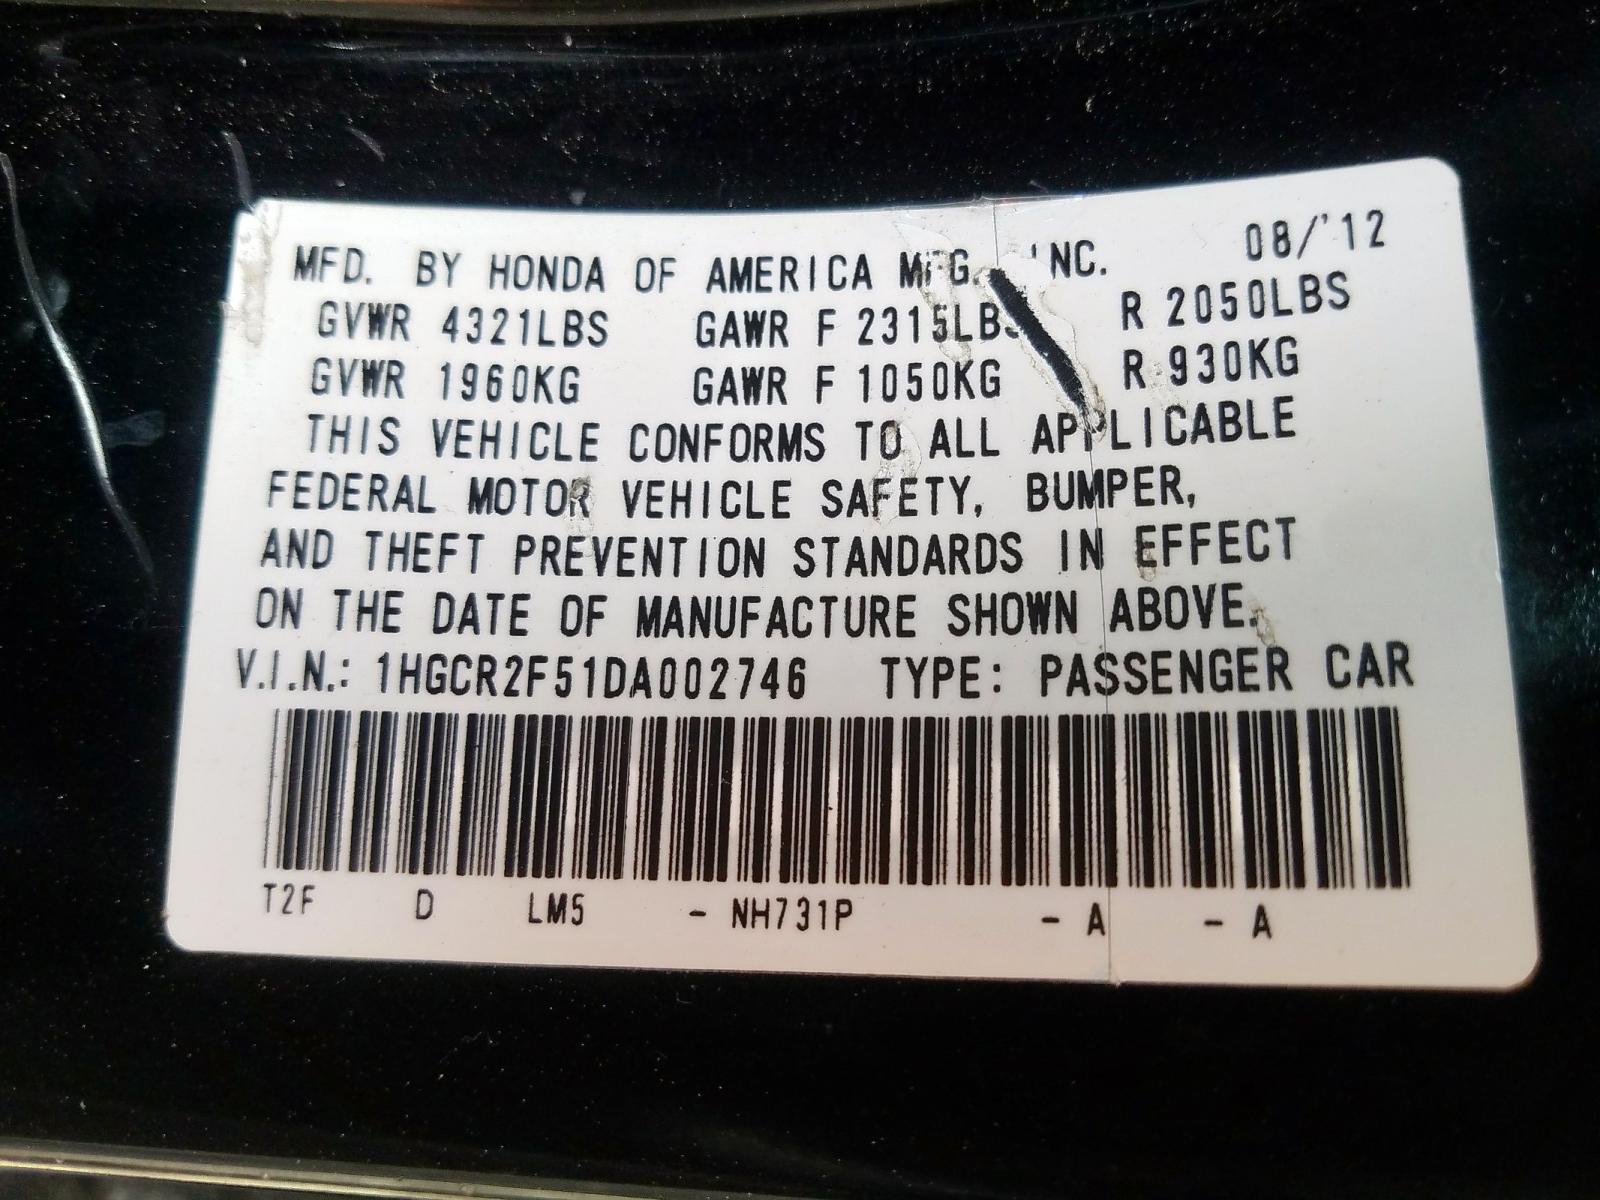 MFD. BY HONDA OF AMERICA MFG. INC. 08/'12
GVWR 4321LBS GAWR F 2315LBS R 2050LBS
GVWR 1960KG GAWR F 1050KG R 930KG
THIS VEHICLE CONFORMS TO ALL APPLICABLE
FEDERAL MOTOR VEHICLE SAFETY, BUMPER,
AND THEFT PREVENTION STANDARDS IN EFFECT
ON THE DATE OF MANUFACTURE SHOWN ABOVE.
V.I.N.: 1HGCR2F51DA002746 TYPE: PASSENGER CAR
T2F D LM5 - NH731P - A - A